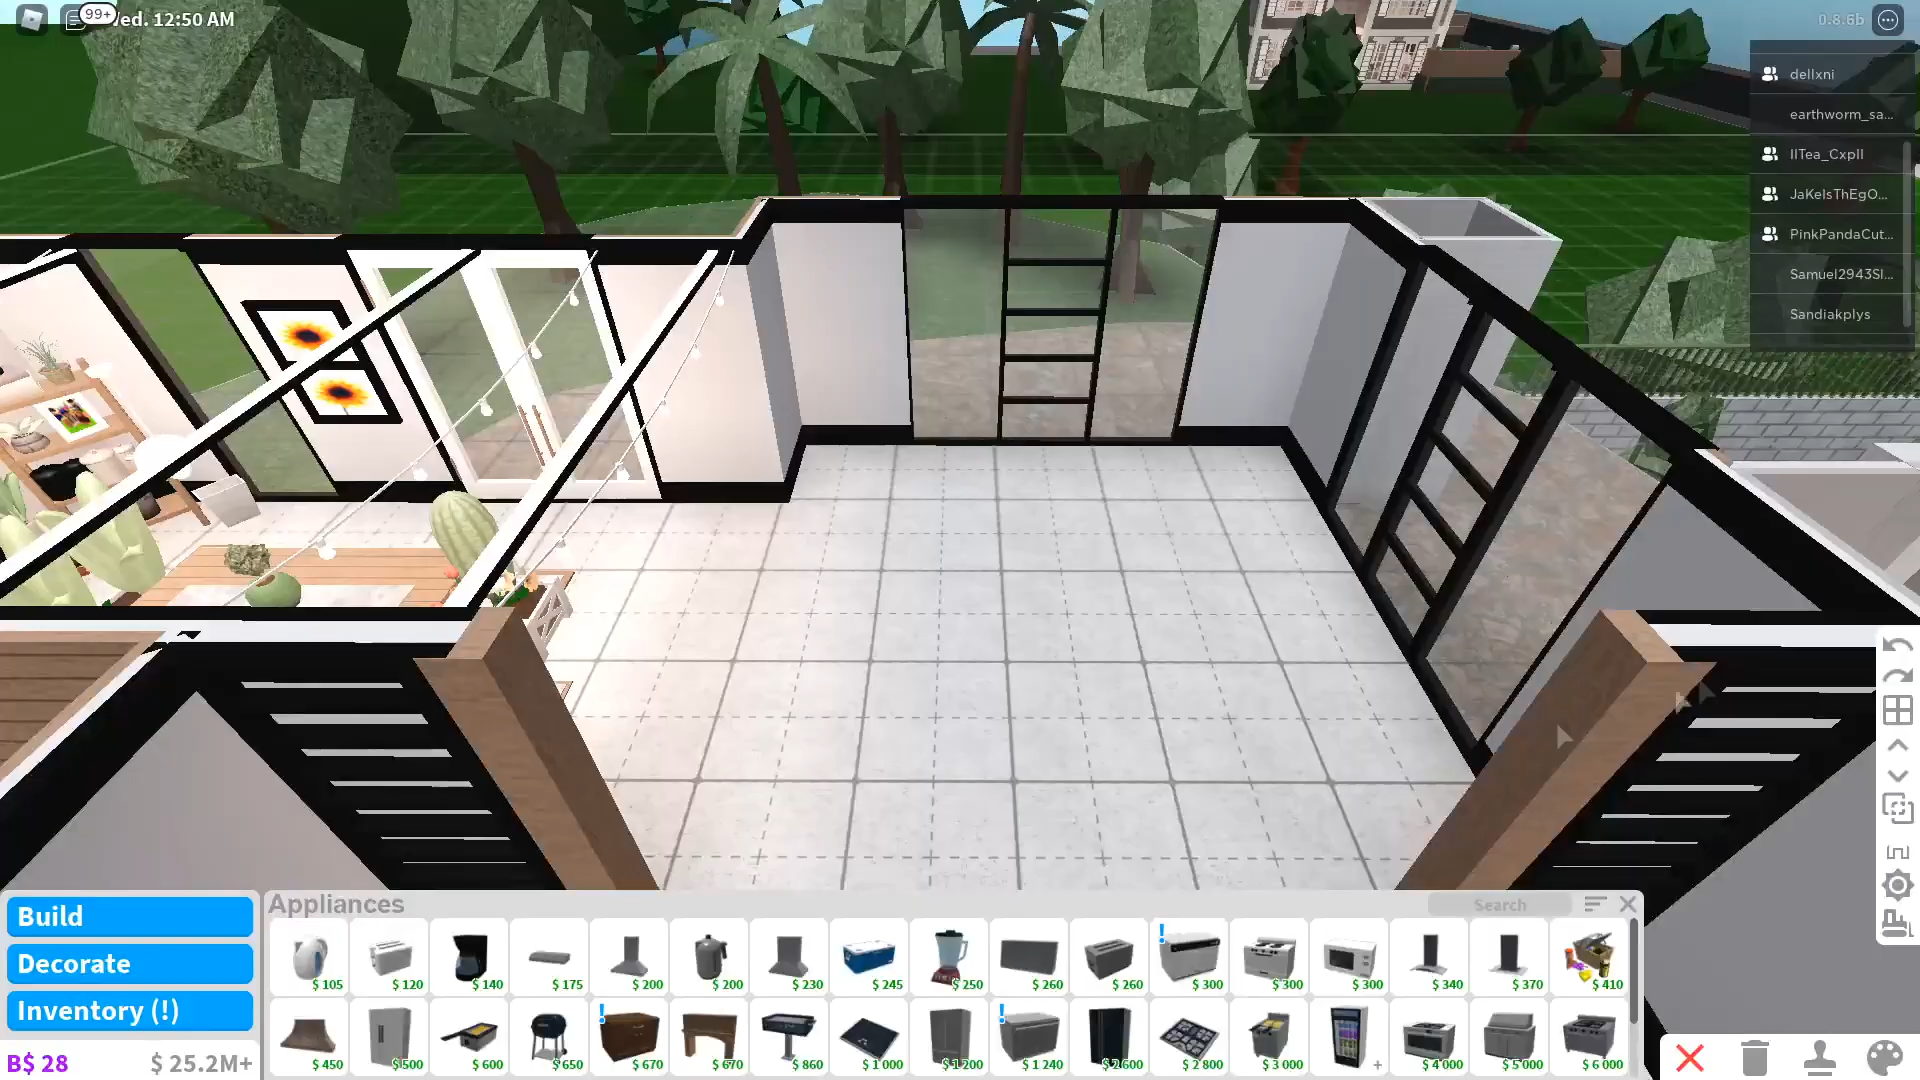 99+
Wed. 12:50 AM
0.8.6b
dellxni
earthworm_sa...
IITea_CxpII
JaKeIsThEgO...
PinkPandaCut...
Samuel2943Sl...
Sandiakplys
Build
Decorate
Inventory (!)
B$ 28
$ 25.2M+
Appliances
Search
$ 105
$ 120
$ 140
$ 175
$ 200
$ 200
$ 230
$ 245
$ 250
$ 260
$ 260
!
$ 300
$ 300
$ 300
$ 340
$ 370
$ 410
$ 450
$ 500
$ 600
$ 650
!
$ 670
$ 670
$ 860
$ 1 000
$ 1 200
!
$ 1 240
$ 2 600
$ 2 800
$ 3 000
+
$ 4 000
$ 5 000
$ 6 000